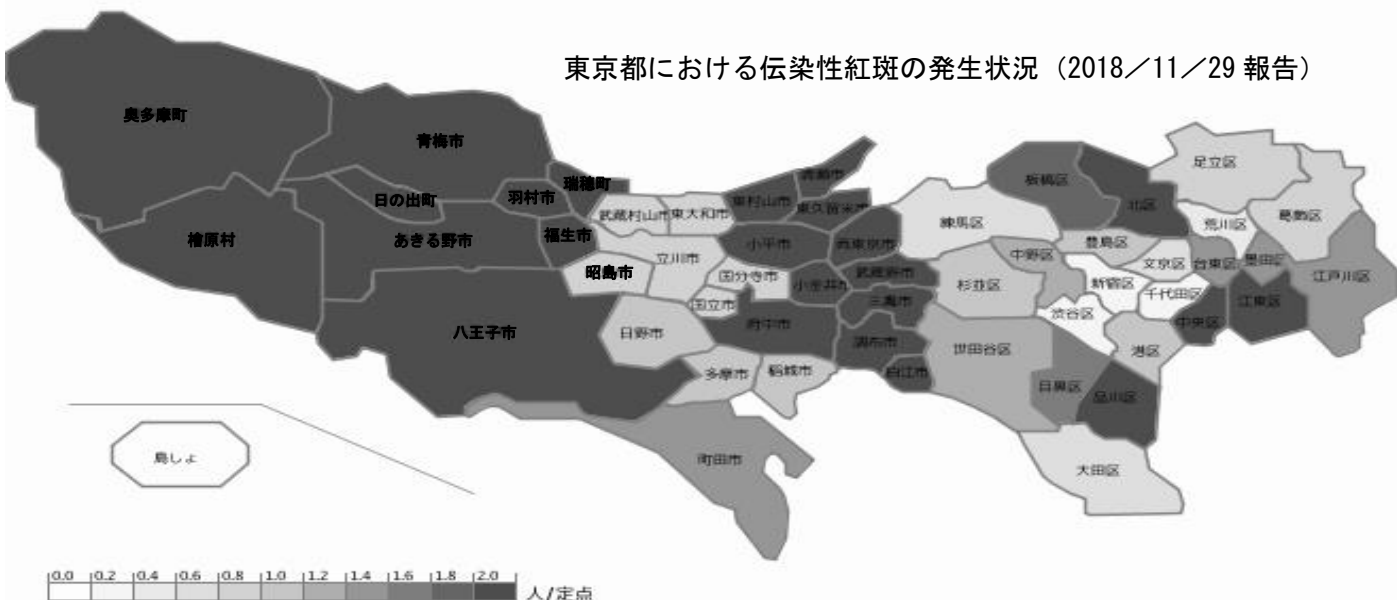 東京都における伝染性紅斑の発生状況（2018／11／29 報告）
奥多摩町
青梅市
日の出町
羽村市
瑞穂町
檜原村
あきる野市
福生市
昭島市
八王子市
武蔵村山市
東大和市
立川市
東村山市
清瀬市
東久留米市
小平市
西東京市
国分寺市
小金井市
武蔵野市
国立市
三鷹市
府中市
調布市
日野市
狛江市
多摩市
稲城市
町田市
板橋区
北区
足立区
葛飾区
練馬区
豊島区
荒川区
中野区
文京区
台東区
墨田区
江戸川区
杉並区
新宿区
千代田区
江東区
渋谷区
中央区
世田谷区
港区
目黒区
品川区
大田区
島しょ
0.0 0.2 0.4 0.6 0.8 1.0 1.2 1.4 1.6 1.8 2.0
人/定点